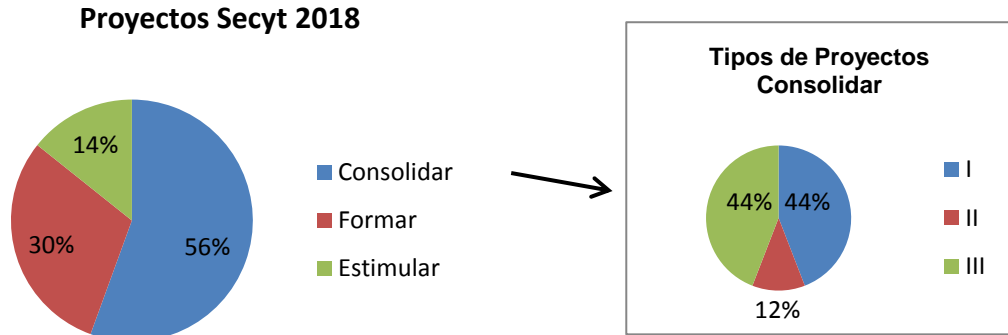 Proyectos Secyt 2018
14%
30%
56%
Consolidar
Formar
Estimular
Tipos de Proyectos
Consolidar
44%
44%
12%
I
II
III